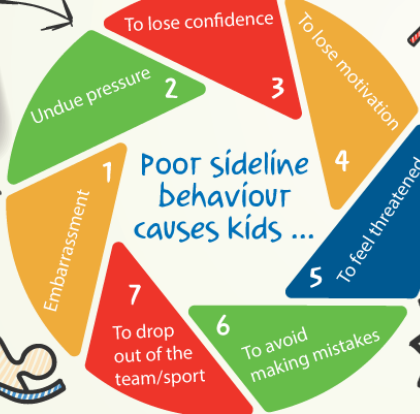 Poor sideline
behaviour
causes kids ...
1
Embarrassment
2
Undue pressure
3
To lose confidence
4
To lose motivation
5
To feel threatened
6
To avoid
making mistakes
7
To drop
out of the
team/sport